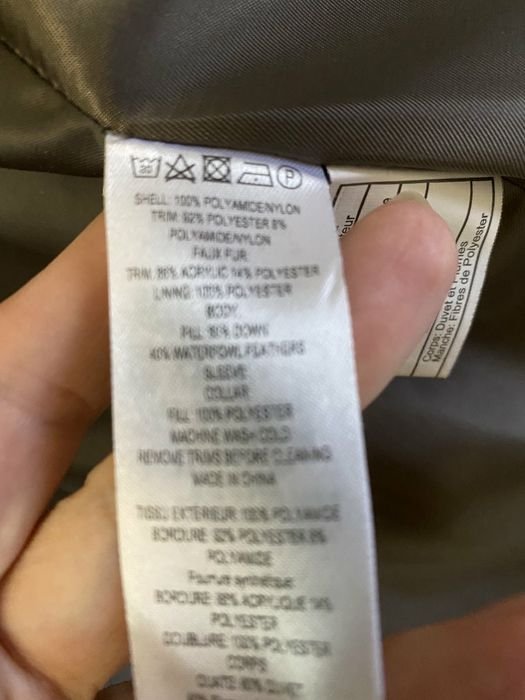 SHELL: 100% POLYAMIDE/NYLON
TRIM: 92% POLYESTER 8%
POLYAMIDE/NYLON
FAUX FUR
TRIM: 86% ACRYLIC 14% POLYESTER
LINING: 100% POLYESTER
BODY
FILL: 60% DOWN
40% WATERFOWL FEATHERS
SLEEVE
COLLAR
FILL: 100% POLYESTER
MACHINE WASH COLD
REMOVE TRIMS BEFORE CLEANING
MADE IN CHINA
TISSU EXTERIEUR: 100% POLYAMIDE
BORDURE: 92% POLYESTER 8%
POLYAMIDE
Fourrure synthétique
BORDURE: 86% ACRYLIQUE 14%
POLYESTER
DOUBLURE: 100% POLYESTER
CORPS
OUATE 60% DUVET
Corps: Duvet et Plumes
Manche: Fibres de Polyester